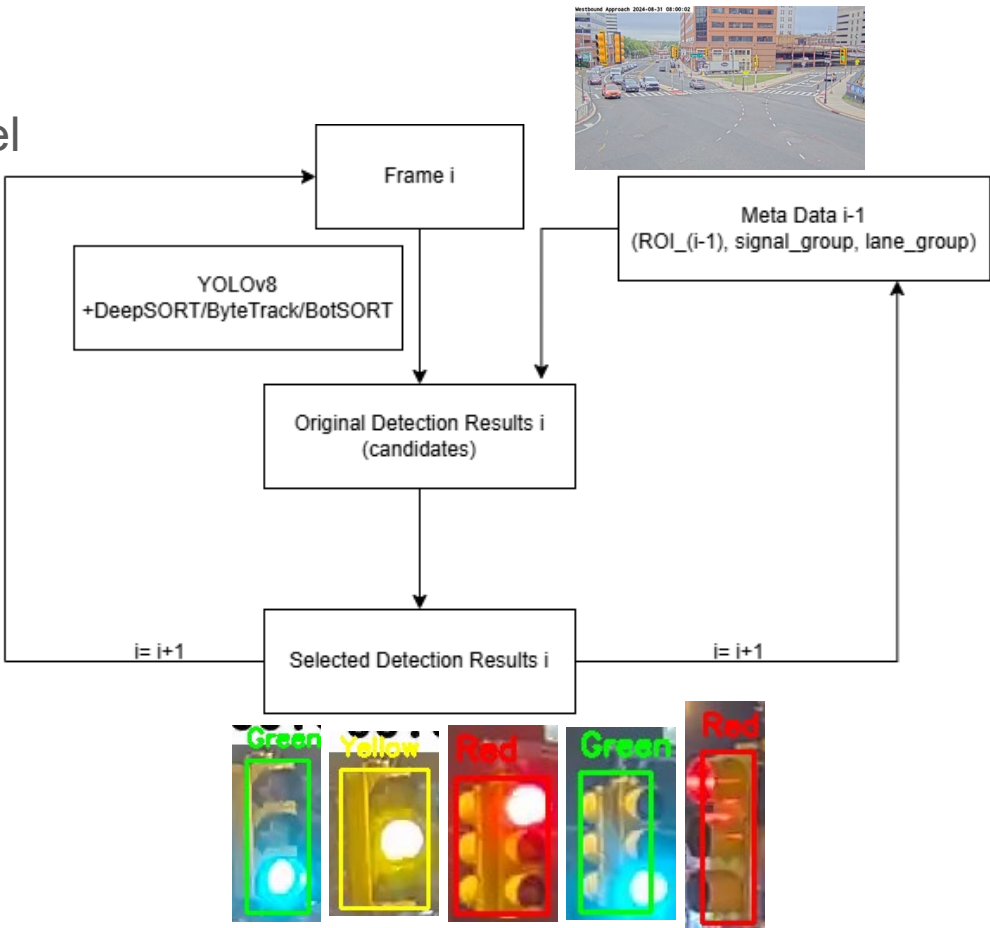 Westbound Approach 2024-08-31 08:00:02
el
Frame i
Meta Data i-1
(ROI_(i-1), signal_group, lane_group)
YOLOv8
+DeepSORT/ByteTrack/BotSORT
Original Detection Results i
(candidates)
i= i+1
Selected Detection Results i
i= i+1
Green
Yellow
Red
Green
Red